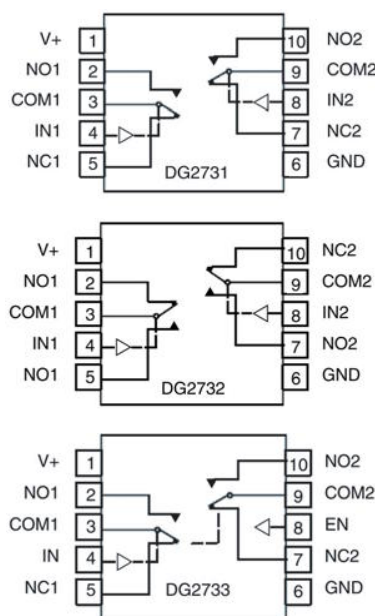 V+ 1 10 NO2
NO1 2 9 COM2
COM1 3 8 IN2
IN1 4 7 NC2
NC1 5 6 GND
DG2731
V+ 1 10 NC2
NO1 2 9 COM2
COM1 3 8 IN2
IN1 4 7 NO2
NO1 5 6 GND
DG2732
V+ 1 10 NO2
NO1 2 9 COM2
COM1 3 8 EN
IN 4 7 NC2
NC1 5 6 GND
DG2733